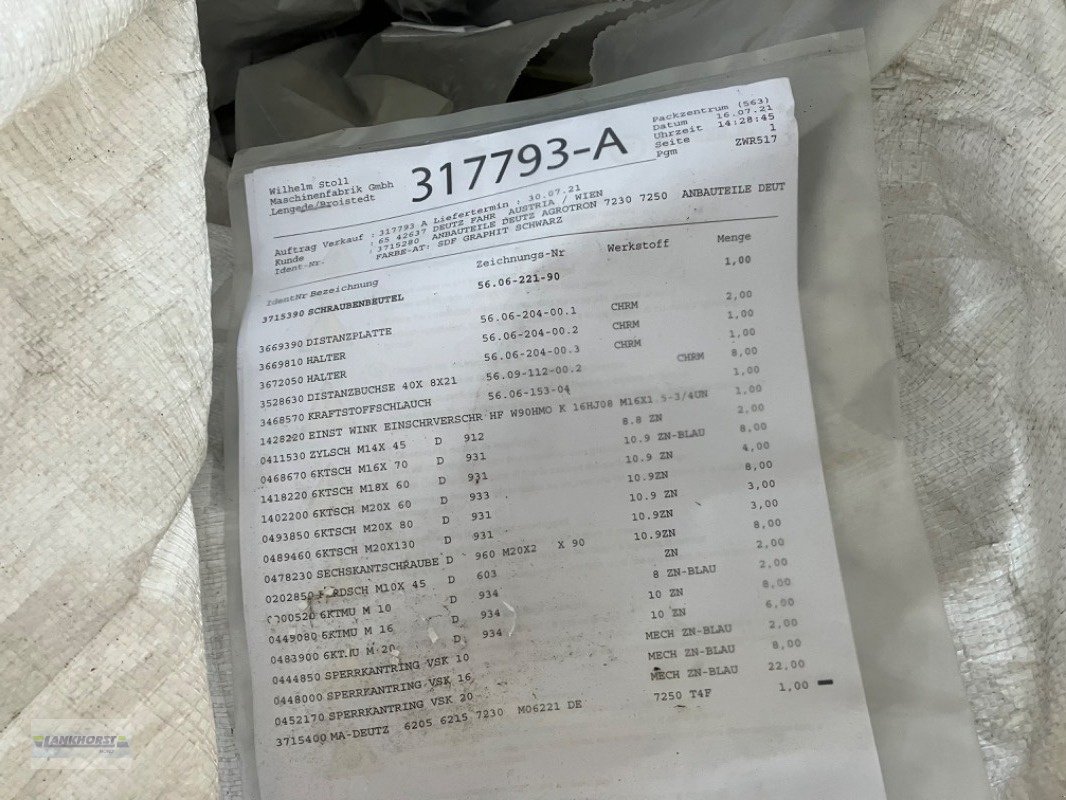 Wilhelm Stoll
Maschinenfabrik Gmbh
Lengede/Broistedt
317793-A
Packzentrum (563)
Datum 16.07.21
Uhrzeit 14:28:45
Seite 1
Pgm ZWR517
Auftrag Verkauf : 317793 A Liefertermin : 30.07.21
Kunde : 65 42637 DEUTZ FAHR AUSTRIA / WIEN
Ident-Nr. : 3715280 ANBAUTEILE DEUTZ AGROTRON 7230 7250 ANBAUTEILE DEUT
FARBE-AT: SDF GRAPHIT SCHWARZ
IdentNr Bezeichnung Zeichnungs-Nr Werkstoff Menge
3715390 SCHRAUBENBEUTEL 56.06-221-90 1,00
3669390 DISTANZPLATTE 56.06-204-00.1 CHRM 2,00
3669810 HALTER 56.06-204-00.2 CHRM 1,00
3672050 HALTER 56.06-204-00.3 CHRM 1,00
3528630 DISTANZBUCHSE 40X 8X21 56.09-112-00.2 CHRM 8,00
3468570 KRAFTSTOFFSCHLAUCH 56.06-153-04 1,00
1428220 EINST WINK EINSCHRVERSCHR HF W90HMO K 16HJ08 M16X1.5-3/4UN 1,00
0411530 ZYLSCH M14X 45 D 912 8.8 ZN 2,00
0468670 6KTSCH M16X 70 D 931 10.9 ZN-BLAU 8,00
1418220 6KTSCH M18X 60 D 931 10.9 ZN 4,00
1402200 6KTSCH M20X 60 D 933 10.9ZN 8,00
0493850 6KTSCH M20X 80 D 931 10.9 ZN 3,00
0489460 6KTSCH M20X130 D 931 10.9ZN 3,00
0478230 SECHSKANTSCHRAUBE D 960 M20X2 X 90 10.9ZN 8,00
0202850 M10X 45 D 603 ZN 2,00
6KTMU M 10 D 934 8 ZN-BLAU 2,00
0449080 6KTMU M 16 D 934 10 ZN 8,00
0483900 6KTMU M 20 D 934 10 ZN 6,00
0444850 SPERRKANTRING VSK 10 MECH ZN-BLAU 2,00
0448000 SPERRKANTRING VSK 16 MECH ZN-BLAU 8,00
0452170 SPERRKANTRING VSK 20 MECH ZN-BLAU 22,00
3715400 MA-DEUTZ 6205 6215 7230 M06221 DE 7250 T4F 1,00
LANKHORST